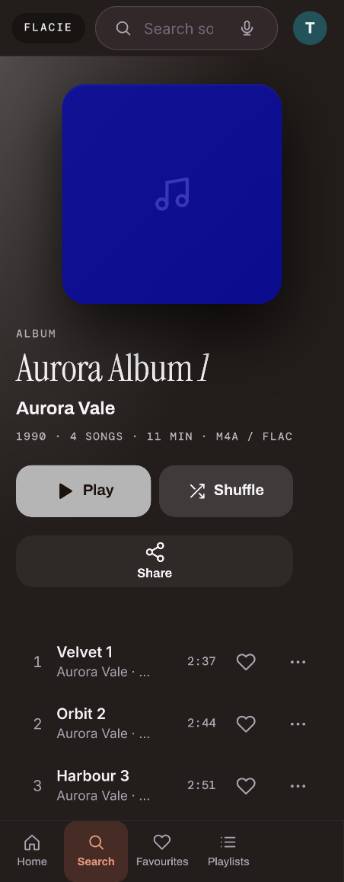 FLACIE
Search so
T
ALBUM
Aurora Album 1
Aurora Vale
1990 · 4 SONGS · 11 MIN · M4A / FLAC
Play
Shuffle
Share
1
Velvet 1
2:37
Aurora Vale · ...
2
Orbit 2
2:44
Aurora Vale · ...
3
Harbour 3
2:51
Aurora Vale · ...
Home
Search
Favourites
Playlists